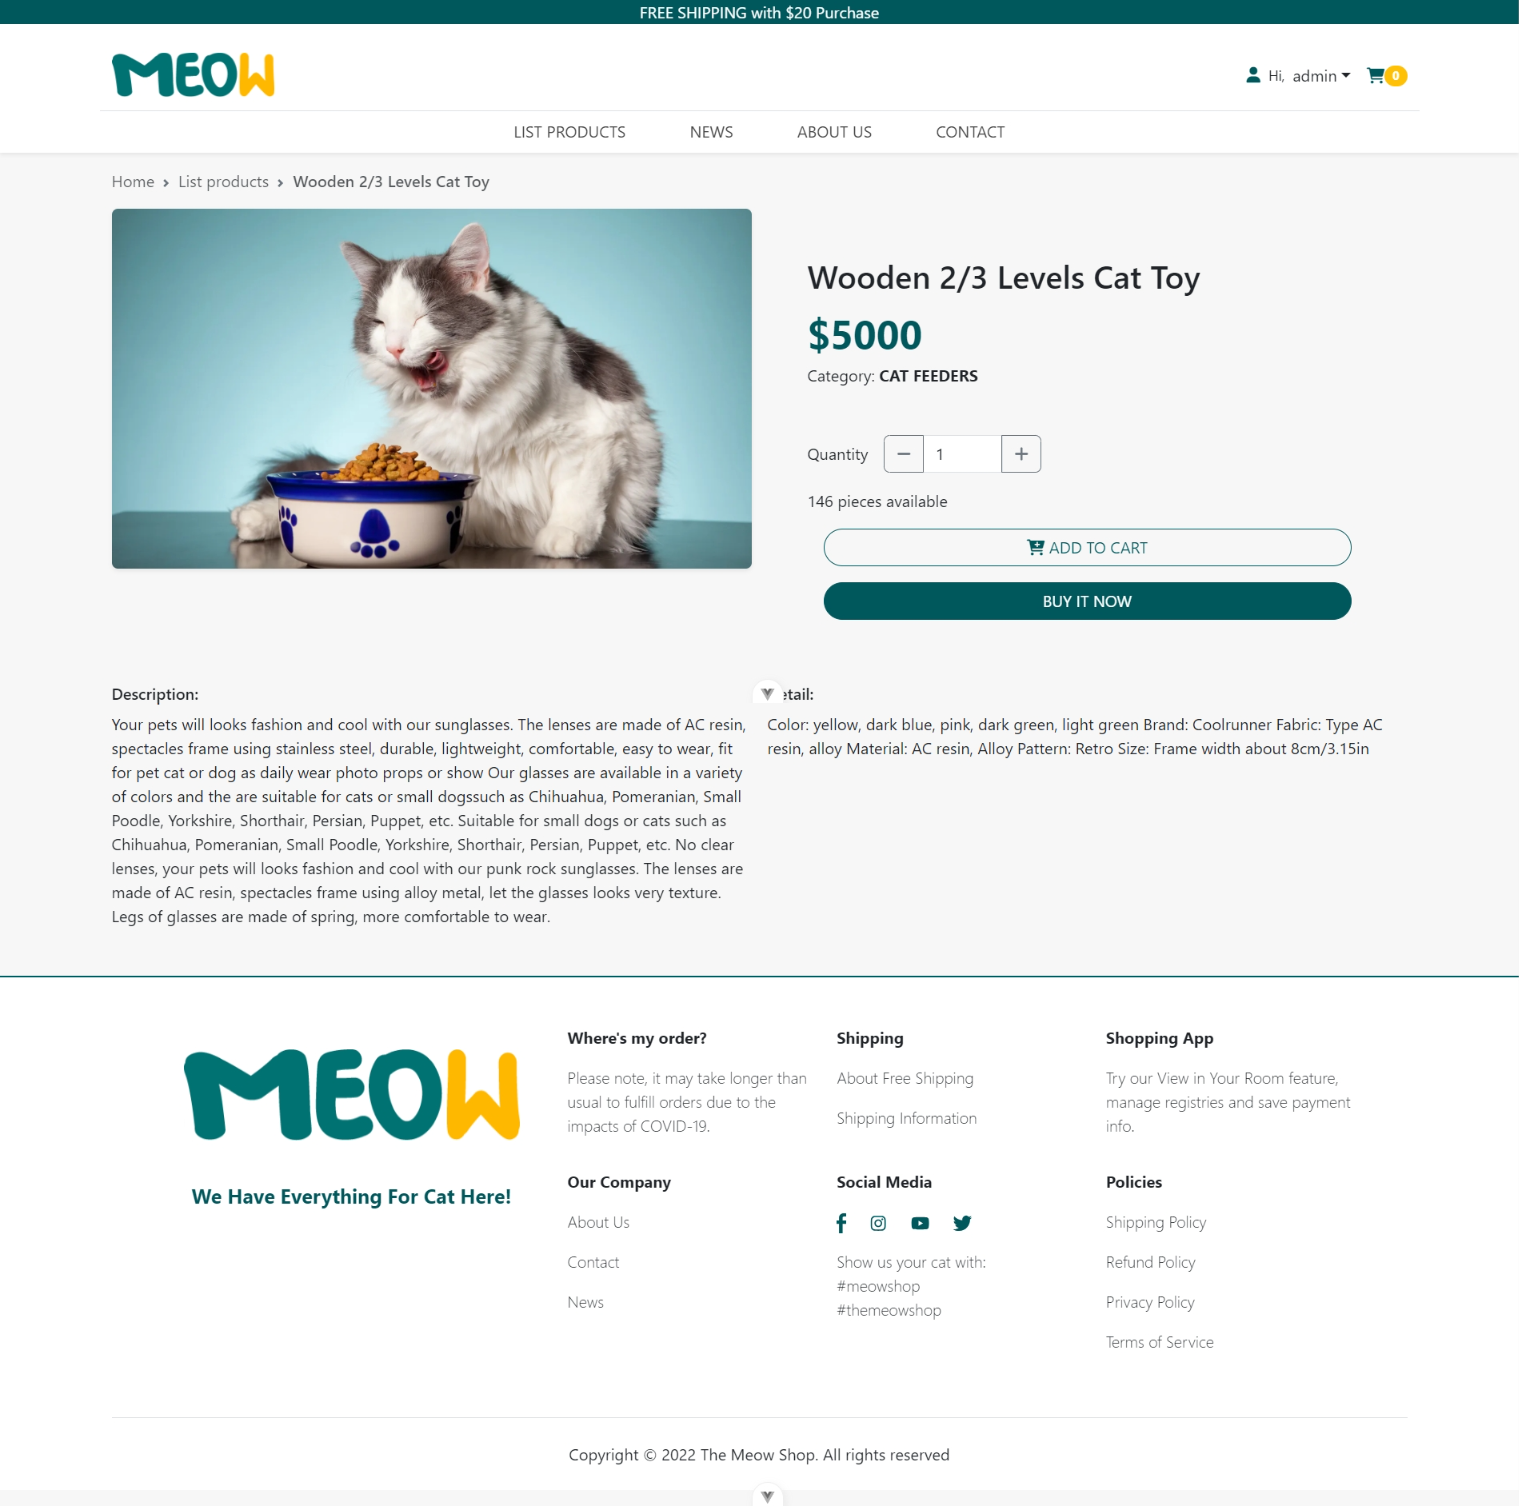 FREE SHIPPING with $20 Purchase
MEOW
Hi, admin
0
LIST PRODUCTS NEWS ABOUT US CONTACT
Home › List products › Wooden 2/3 Levels Cat Toy
Wooden 2/3 Levels Cat Toy
$5000
Category: CAT FEEDERS
Quantity 1
146 pieces available
ADD TO CART
BUY IT NOW
Description:
Your pets will looks fashion and cool with our sunglasses. The lenses are made of AC resin,
spectacles frame using stainless steel, durable, lightweight, comfortable, easy to wear, fit
for pet cat or dog as daily wear photo props or show Our glasses are available in a variety
of colors and the are suitable for cats or small dogssuch as Chihuahua, Pomeranian, Small
Poodle, Yorkshire, Shorthair, Persian, Puppet, etc. Suitable for small dogs or cats such as
Chihuahua, Pomeranian, Small Poodle, Yorkshire, Shorthair, Persian, Puppet, etc. No clear
lenses, your pets will looks fashion and cool with our punk rock sunglasses. The lenses are
made of AC resin, spectacles frame using alloy metal, let the glasses looks very texture.
Legs of glasses are made of spring, more comfortable to wear.
etail:
Color: yellow, dark blue, pink, dark green, light green Brand: Coolrunner Fabric: Type AC
resin, alloy Material: AC resin, Alloy Pattern: Retro Size: Frame width about 8cm/3.15in
MEOW
We Have Everything For Cat Here!
Where's my order?
Please note, it may take longer than
usual to fulfill orders due to the
impacts of COVID-19.
Shipping
About Free Shipping
Shipping Information
Shopping App
Try our View in Your Room feature,
manage registries and save payment
info.
Our Company
About Us
Contact
News
Social Media
Show us your cat with:
#meowshop
#themeowshop
Policies
Shipping Policy
Refund Policy
Privacy Policy
Terms of Service
Copyright © 2022 The Meow Shop. All rights reserved